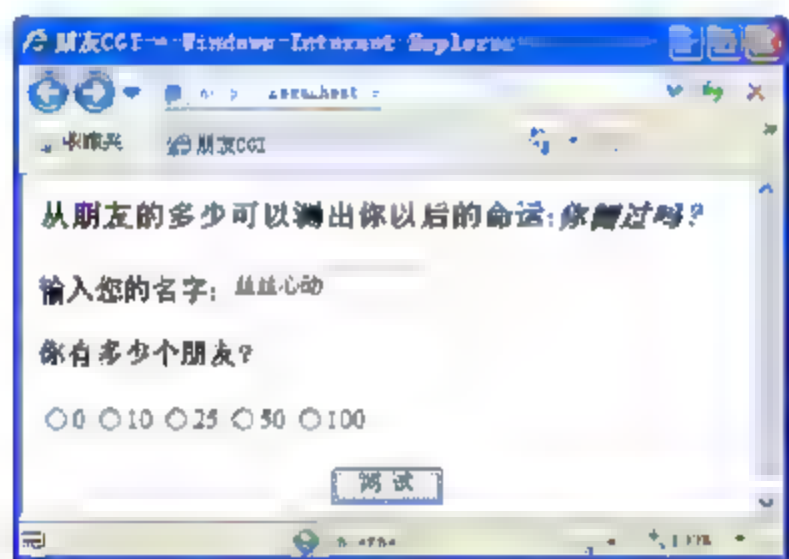 朋友CGI - Windows Internet Explorer
收藏夹 朋友CGI
从朋友的多少可以测出你以后的命运:你测过吗?
输入您的名字: 丝丝心动
你有多少个朋友?
0 10 25 50 100
测 试